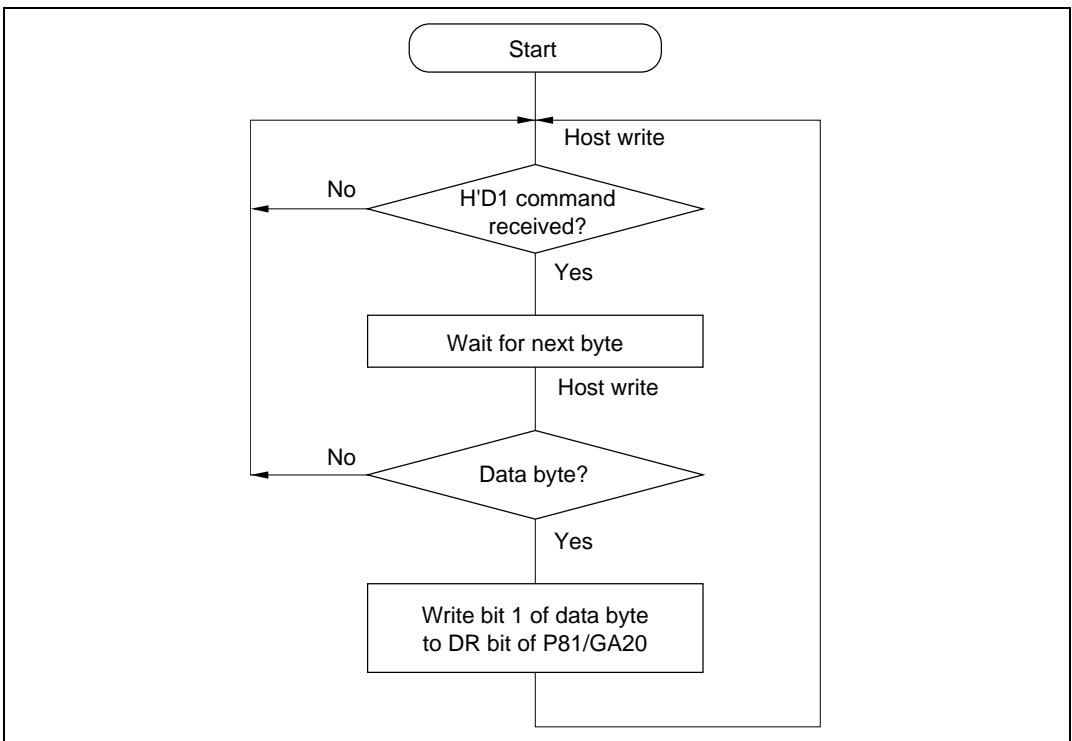 Start
Host write
No
H'D1 command
received?
Yes
Wait for next byte
Host write
No
Data byte?
Yes
Write bit 1 of data byte
to DR bit of P81/GA20